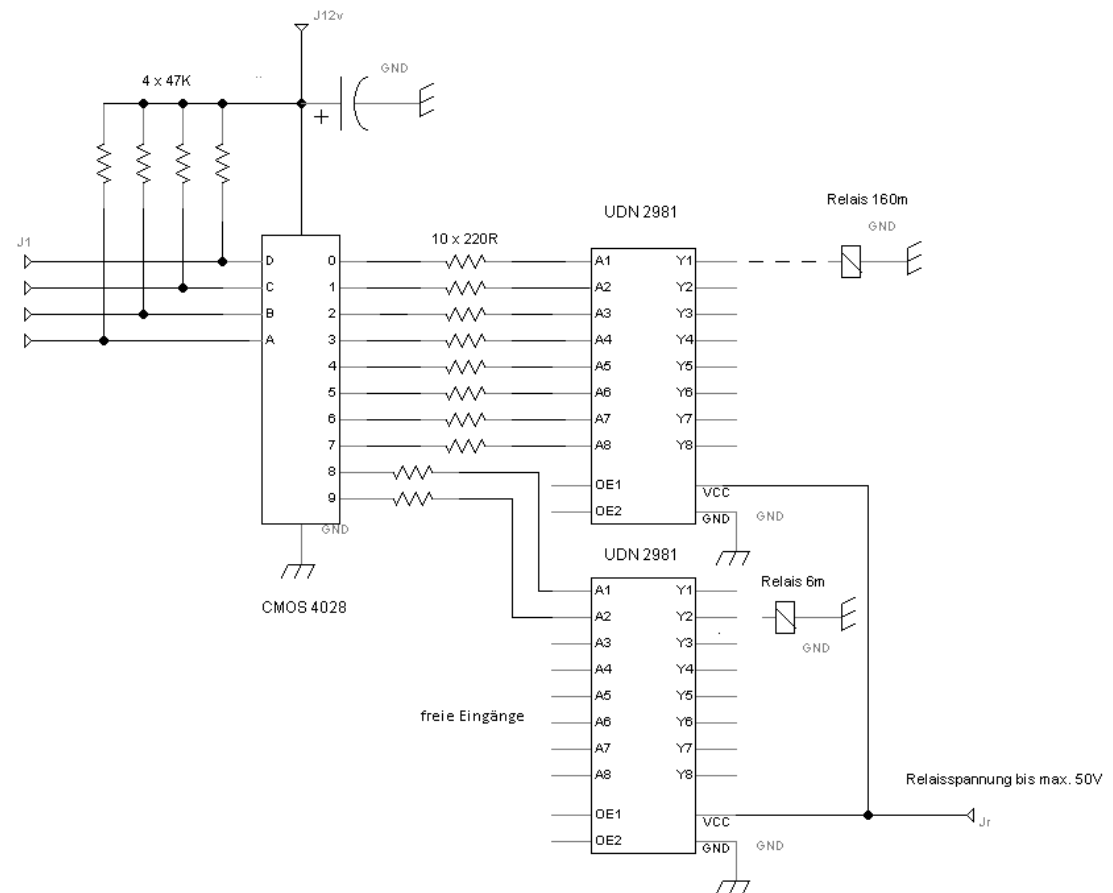 J12v
GND
4 x 47K
+
Relais 160m
GND
UDN 2981
10 x 220R
J1
D
C
B
A
0
1
2
3
4
5
6
7
8
9
GND
CMOS 4028
A1
A2
A3
A4
A5
A6
A7
A8
OE1
OE2
Y1
Y2
Y3
Y4
Y5
Y6
Y7
Y8
VCC
GND
GND
UDN 2981
A1
A2
A3
A4
A5
A6
A7
A8
OE1
OE2
Y1
Y2
Y3
Y4
Y5
Y6
Y7
Y8
VCC
GND
GND
Relais 6m
GND
freie Eingänge
Relaisspannung bis max. 50V
Jr